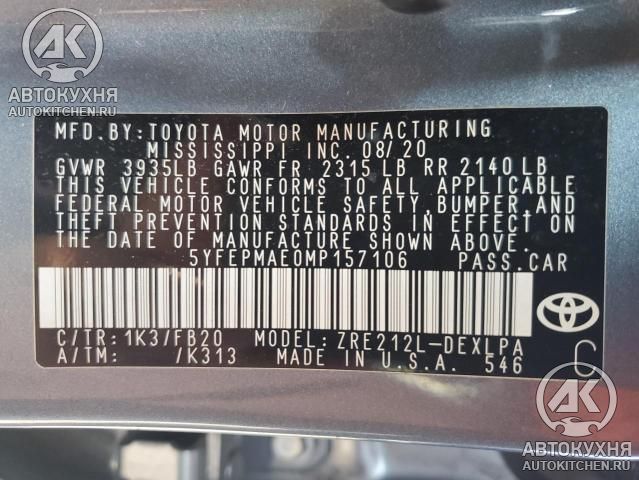 АК
АВТОКУХНЯ
AUTOKITCHEN.RU
MFD.BY:TOYOTA MOTOR MANUFACTURING
MISSISSIPPI INC. 08/20
GVWR 3935LB GAWR FR 2315 LB RR 2140 LB
THIS VEHICLE CONFORMS TO ALL APPLICABLE
FEDERAL MOTOR VEHICLE SAFETY,BUMPER,AND
THEFT PREVENTION STANDARDS IN EFFECT ON
THE DATE OF MANUFACTURE SHOWN ABOVE.
5YFEPMAE0MP157106 PASS.CAR
C/TR:1K3/FB20 MODEL:ZRE212L-DEXLPA
A/TM: /K313 MADE IN U.S.A. 546
C
АК
АВТОКУХНЯ
AUTOKITCHEN.RU